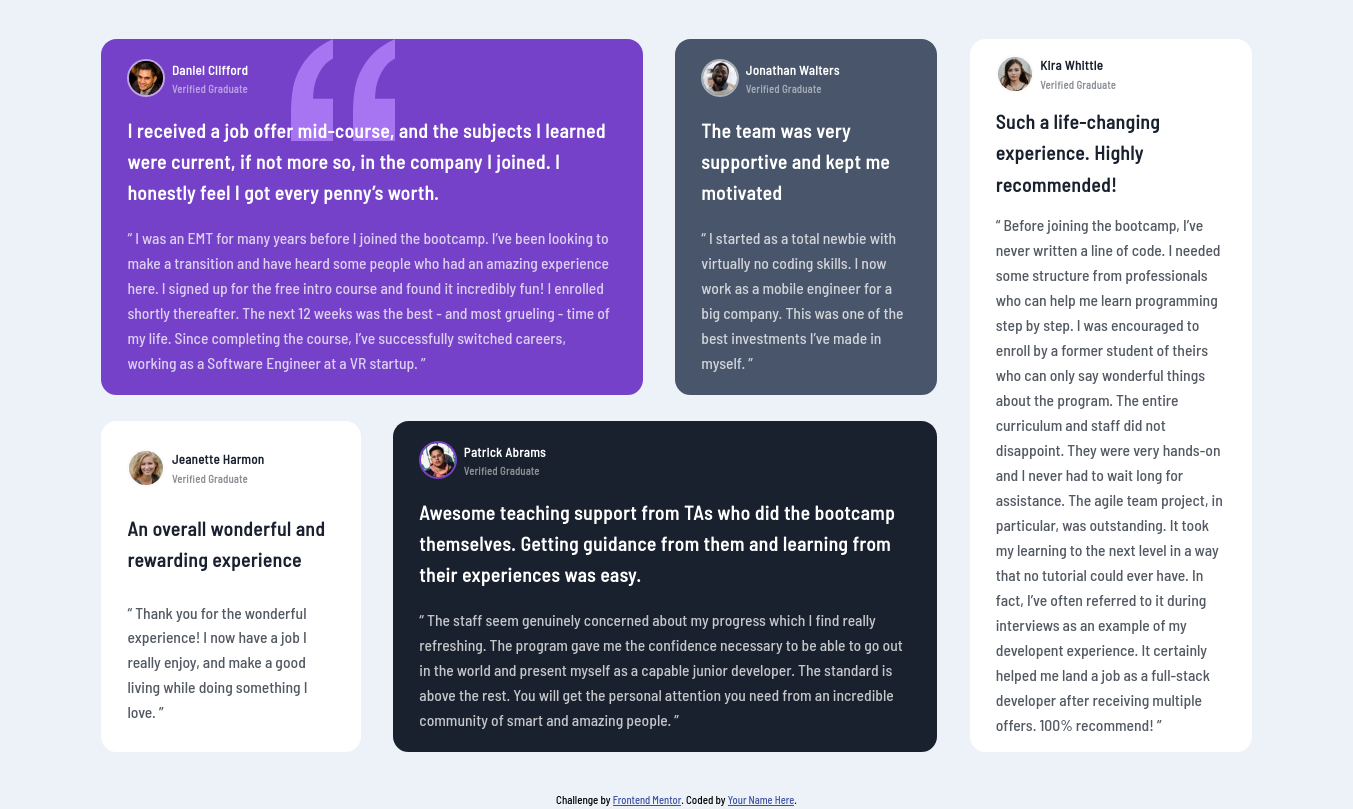 Daniel Clifford
Verified Graduate
I received a job offer mid-course, and the subjects I learned
were current, if not more so, in the company I joined. I
honestly feel I got every penny’s worth.
“ I was an EMT for many years before I joined the bootcamp. I’ve been looking to
make a transition and have heard some people who had an amazing experience
here. I signed up for the free intro course and found it incredibly fun! I enrolled
shortly thereafter. The next 12 weeks was the best - and most grueling - time of
my life. Since completing the course, I’ve successfully switched careers,
working as a Software Engineer at a VR startup. ”
Jonathan Walters
Verified Graduate
The team was very
supportive and kept me
motivated
“ I started as a total newbie with
virtually no coding skills. I now
work as a mobile engineer for a
big company. This was one of the
best investments I’ve made in
myself. ”
Kira Whittle
Verified Graduate
Such a life-changing
experience. Highly
recommended!
“ Before joining the bootcamp, I’ve
never written a line of code. I needed
some structure from professionals
who can help me learn programming
step by step. I was encouraged to
enroll by a former student of theirs
who can only say wonderful things
about the program. The entire
curriculum and staff did not
disappoint. They were very hands-on
and I never had to wait long for
assistance. The agile team project, in
particular, was outstanding. It took
my learning to the next level in a way
that no tutorial could ever have. In
fact, I’ve often referred to it during
interviews as an example of my
developent experience. It certainly
helped me land a job as a full-stack
developer after receiving multiple
offers. 100% recommend! ”
Jeanette Harmon
Verified Graduate
An overall wonderful and
rewarding experience
“ Thank you for the wonderful
experience! I now have a job I
really enjoy, and make a good
living while doing something I
love. ”
Patrick Abrams
Verified Graduate
Awesome teaching support from TAs who did the bootcamp
themselves. Getting guidance from them and learning from
their experiences was easy.
“ The staff seem genuinely concerned about my progress which I find really
refreshing. The program gave me the confidence necessary to be able to go out
in the world and present myself as a capable junior developer. The standard is
above the rest. You will get the personal attention you need from an incredible
community of smart and amazing people. ”
Challenge by Frontend Mentor. Coded by Your Name Here.